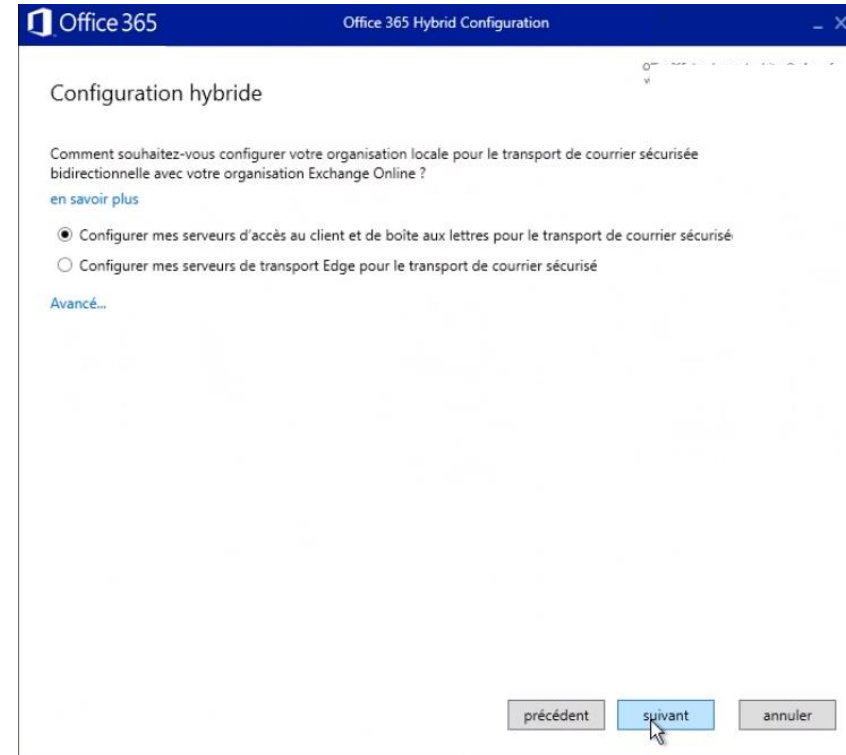 Office 365
Office 365 Hybrid Configuration
Configuration hybride
Comment souhaitez-vous configurer votre organisation locale pour le transport de courrier sécurisée
bidirectionnelle avec votre organisation Exchange Online ?
en savoir plus
Configurer mes serveurs d'accès au client et de boîte aux lettres pour le transport de courrier sécurisé
Configurer mes serveurs de transport Edge pour le transport de courrier sécurisé
Avancé...
précédent
suivant
annuler